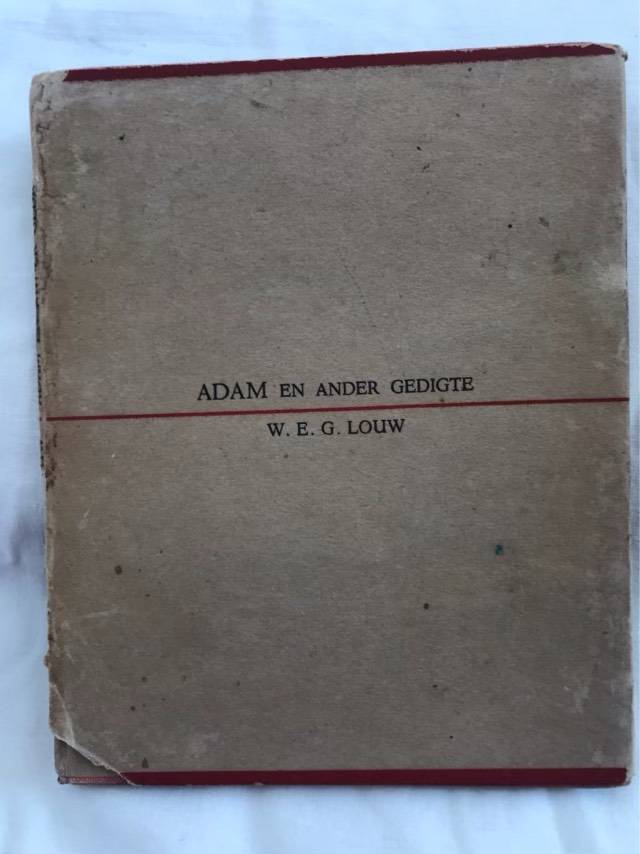 ADAM EN ANDER GEDIGTE
W. E. G. LOUW